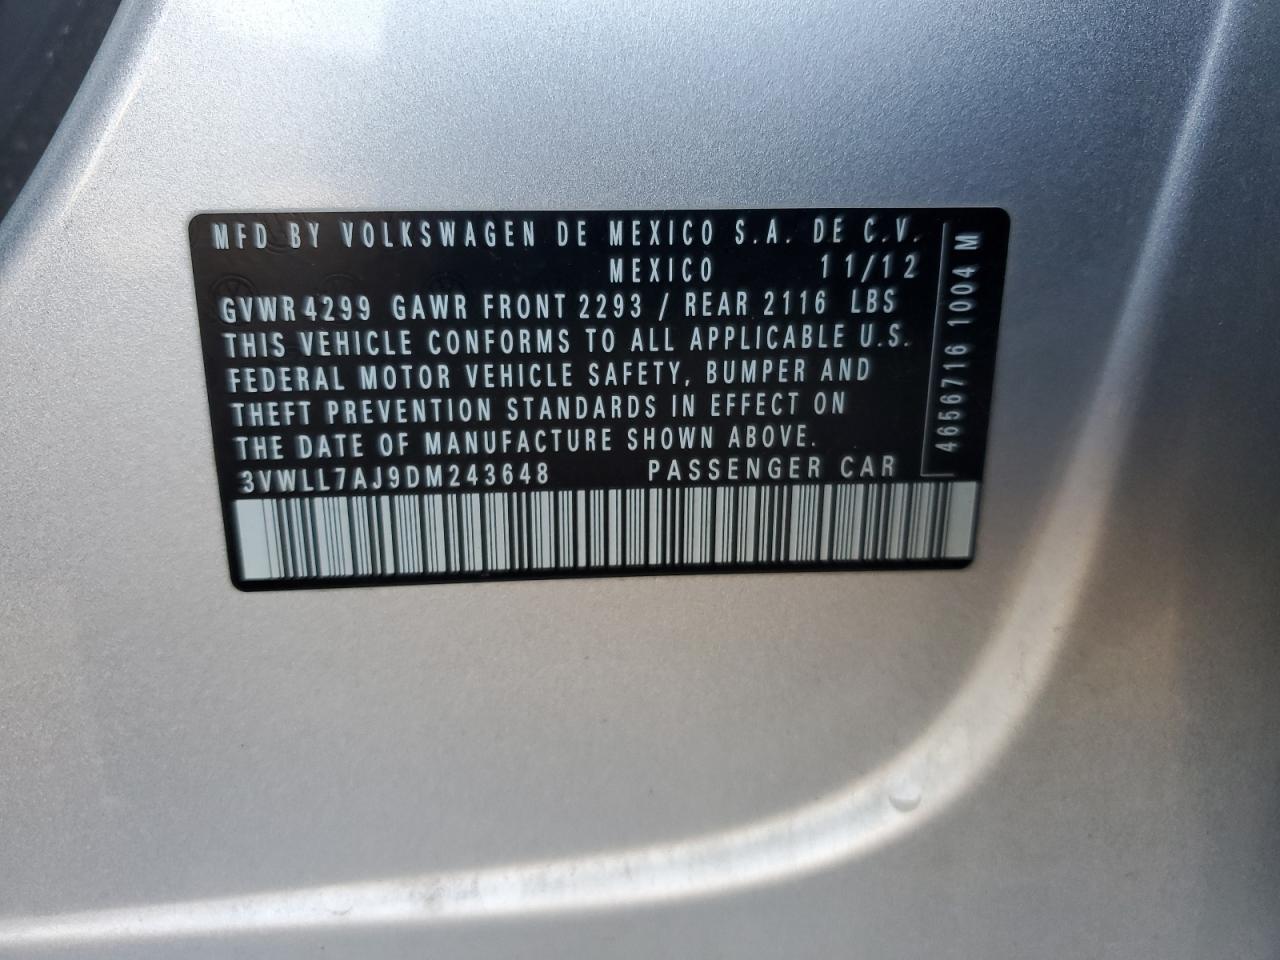 MFD BY VOLKSWAGEN DE MEXICO S.A. DE C.V.
MEXICO 11/12
GVWR 4299 GAWR FRONT 2293 / REAR 2116 LBS
THIS VEHICLE CONFORMS TO ALL APPLICABLE U.S.
FEDERAL MOTOR VEHICLE SAFETY, BUMPER AND
THEFT PREVENTION STANDARDS IN EFFECT ON
THE DATE OF MANUFACTURE SHOWN ABOVE.
3VWLL7AJ9DM243648 PASSENGER CAR
4656716 1004 M